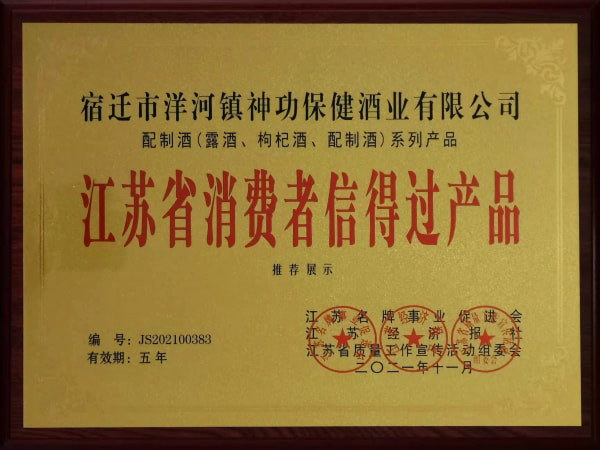 宿迁市洋河镇神功保健酒业有限公司
配制酒(露酒、枸杞酒、配制酒)系列产品
江苏省消费者信得过产品
推荐展示
江苏名牌事业促进会
江苏经济报社
江苏省质量工作宣传活动组委会
二〇二一年十一月
编 号: JS202100383
有效期: 五年